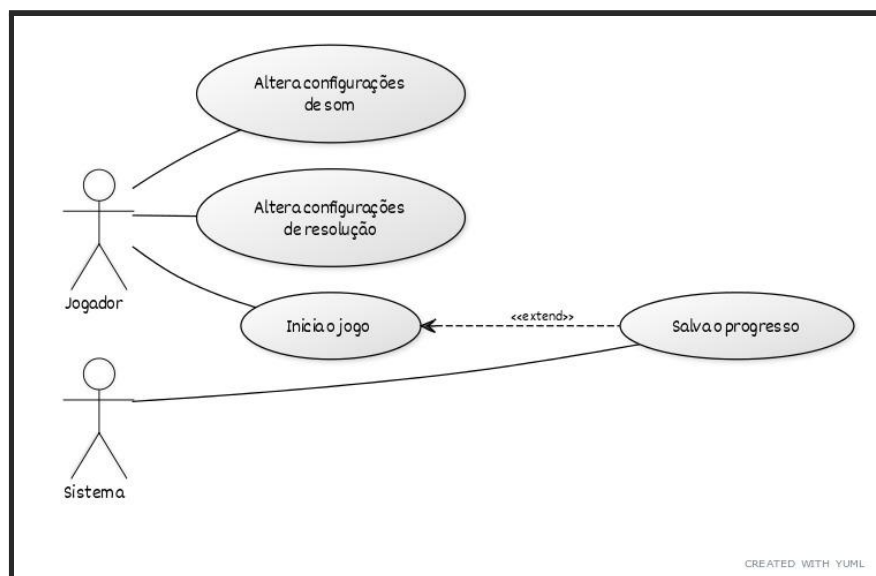 Altera configurações
de som
Altera configurações
de resolução
Jogador
Inicia o jogo
<<extend>>
Salva o progresso
Sistema
CREATED WITH YUML